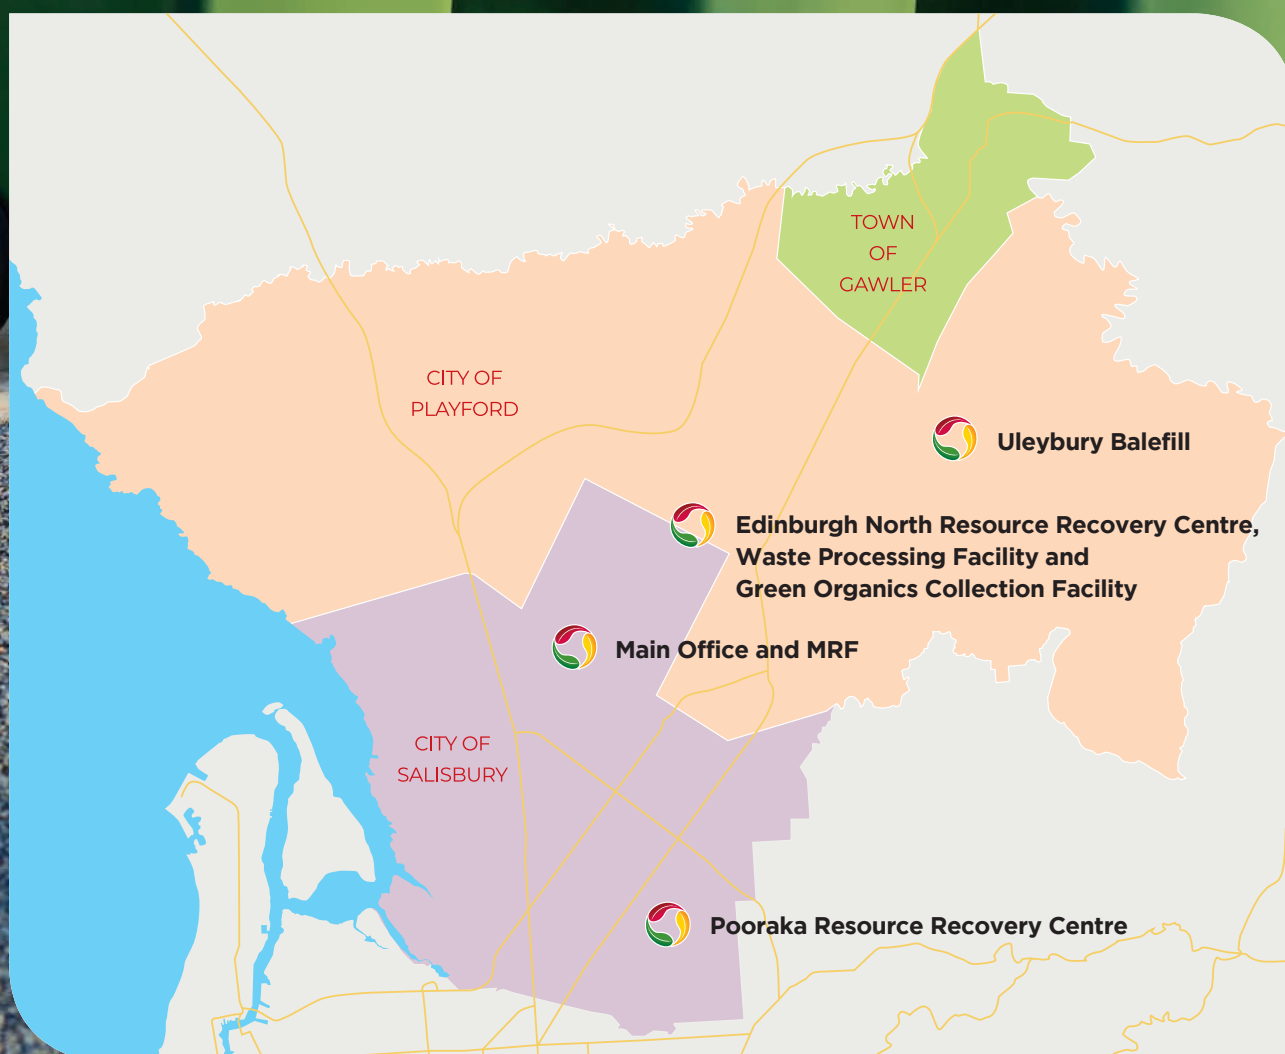 TOWN
OF
GAWLER
CITY OF
PLAYFORD
Uleybury Balefill
Edinburgh North Resource Recovery Centre,
Waste Processing Facility and
Green Organics Collection Facility
Main Office and MRF
CITY OF
SALISBURY
Pooraka Resource Recovery Centre